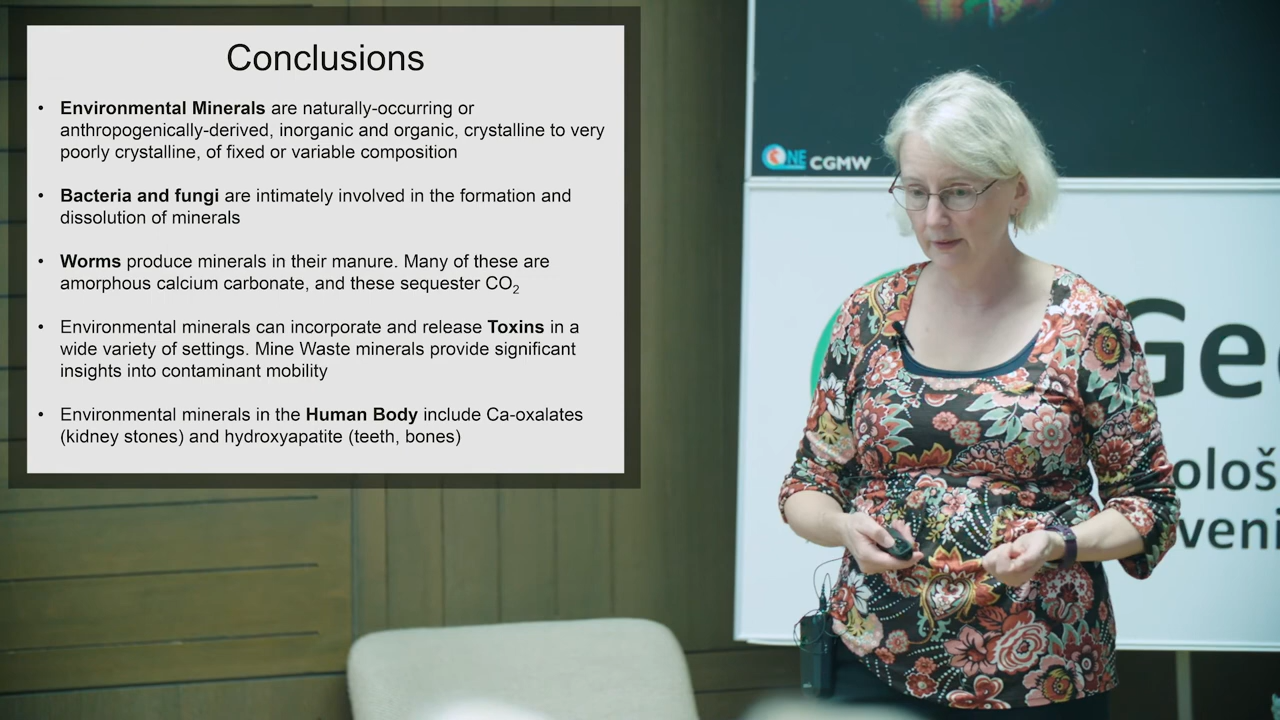 Conclusions
• Environmental Minerals are naturally-occurring or
anthropogenically-derived, inorganic and organic, crystalline to very
poorly crystalline, of fixed or variable composition
• Bacteria and fungi are intimately involved in the formation and
dissolution of minerals
• Worms produce minerals in their manure. Many of these are
amorphous calcium carbonate, and these sequester CO₂
• Environmental minerals can incorporate and release Toxins in a
wide variety of settings. Mine Waste minerals provide significant
insights into contaminant mobility
• Environmental minerals in the Human Body include Ca-oxalates
(kidney stones) and hydroxyapatite (teeth, bones)
ONE CGMW
Ge
ološ
veni